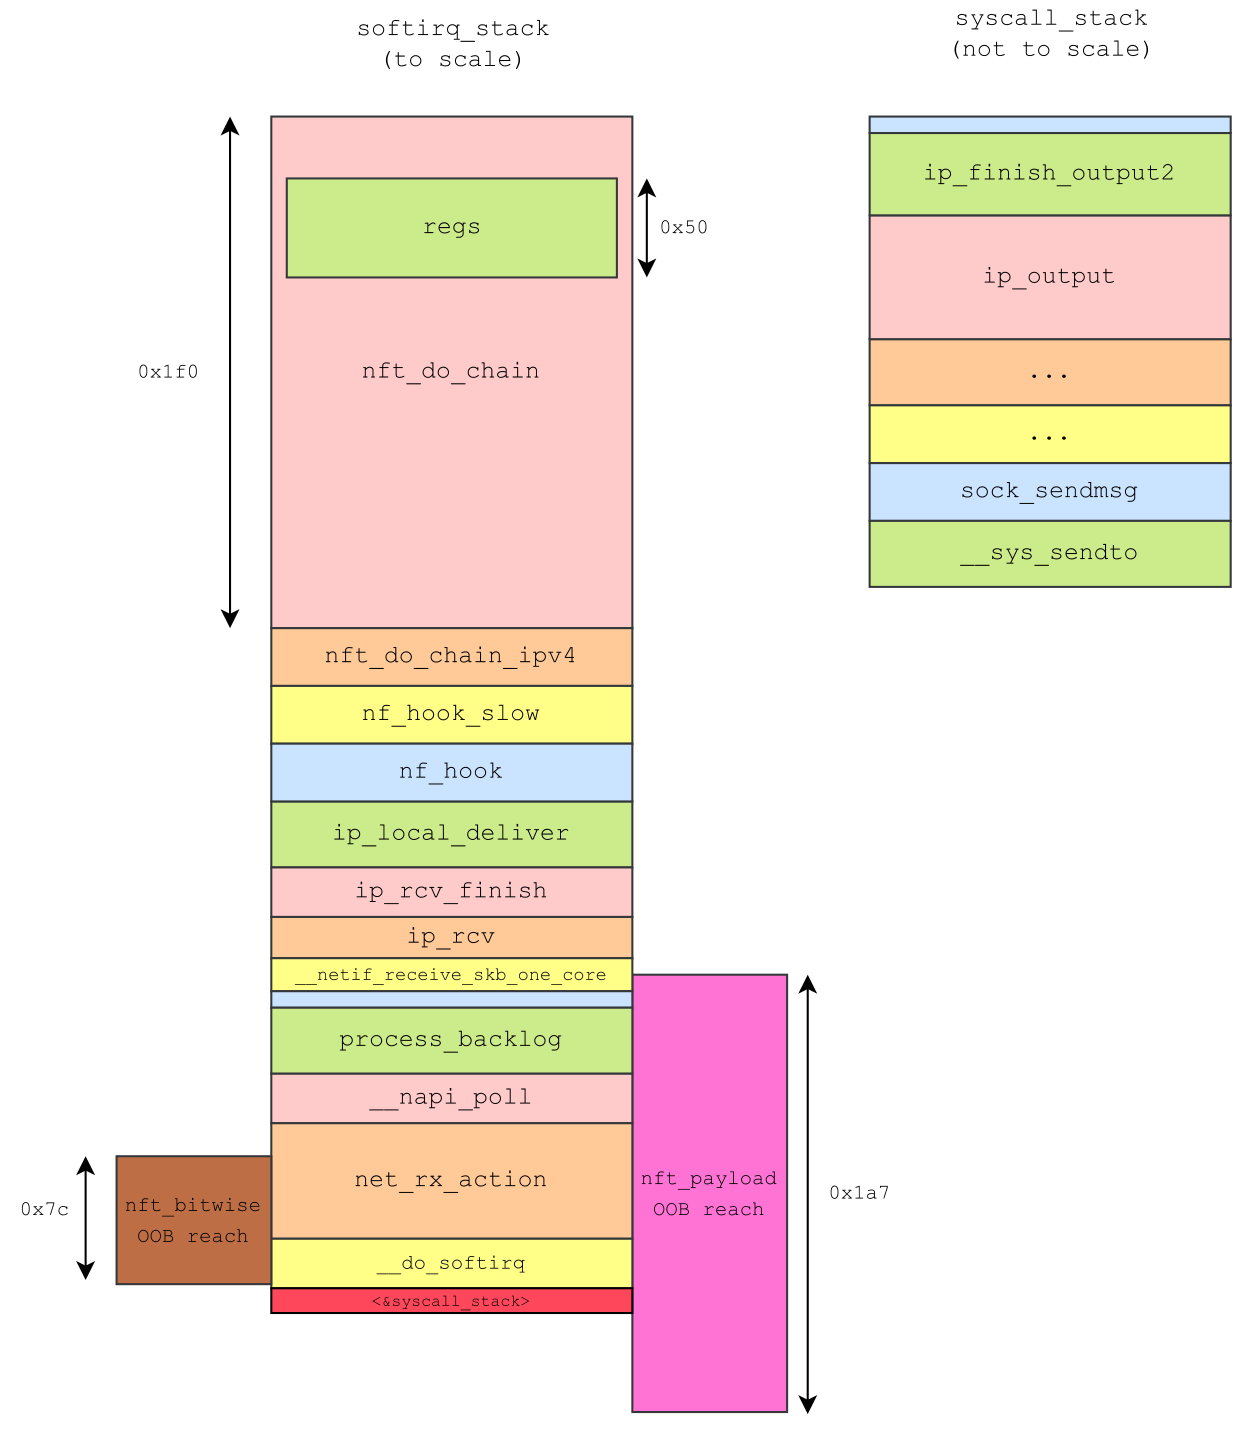 softirq_stack
(to scale)
syscall_stack
(not to scale)
regs
0x50
0x1f0
nft_do_chain
nft_do_chain_ipv4
nf_hook_slow
nf_hook
ip_local_deliver
ip_rcv_finish
ip_rcv
__netif_receive_skb_one_core
process_backlog
__napi_poll
net_rx_action
__do_softirq
<&syscall_stack>
0x7c
nft_bitwise
OOB reach
nft_payload
OOB reach
0x1a7
ip_finish_output2
ip_output
...
...
sock_sendmsg
__sys_sendto